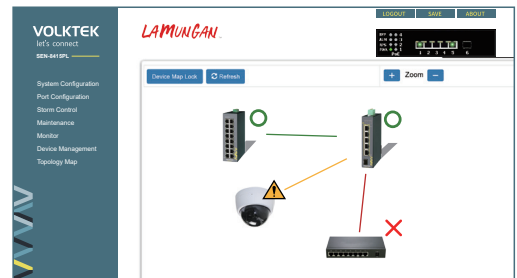 LOGOUT SAVE ABOUT
VOLKTEK
let's connect
SEN-8415PL
LAMUNGAN
PoE
1 2 3 4 5 6
Device Map Lock
Refresh
+ Zoom −
System Configuration
Port Configuration
Storm Control
Maintenance
Monitor
Device Management
Topology Map